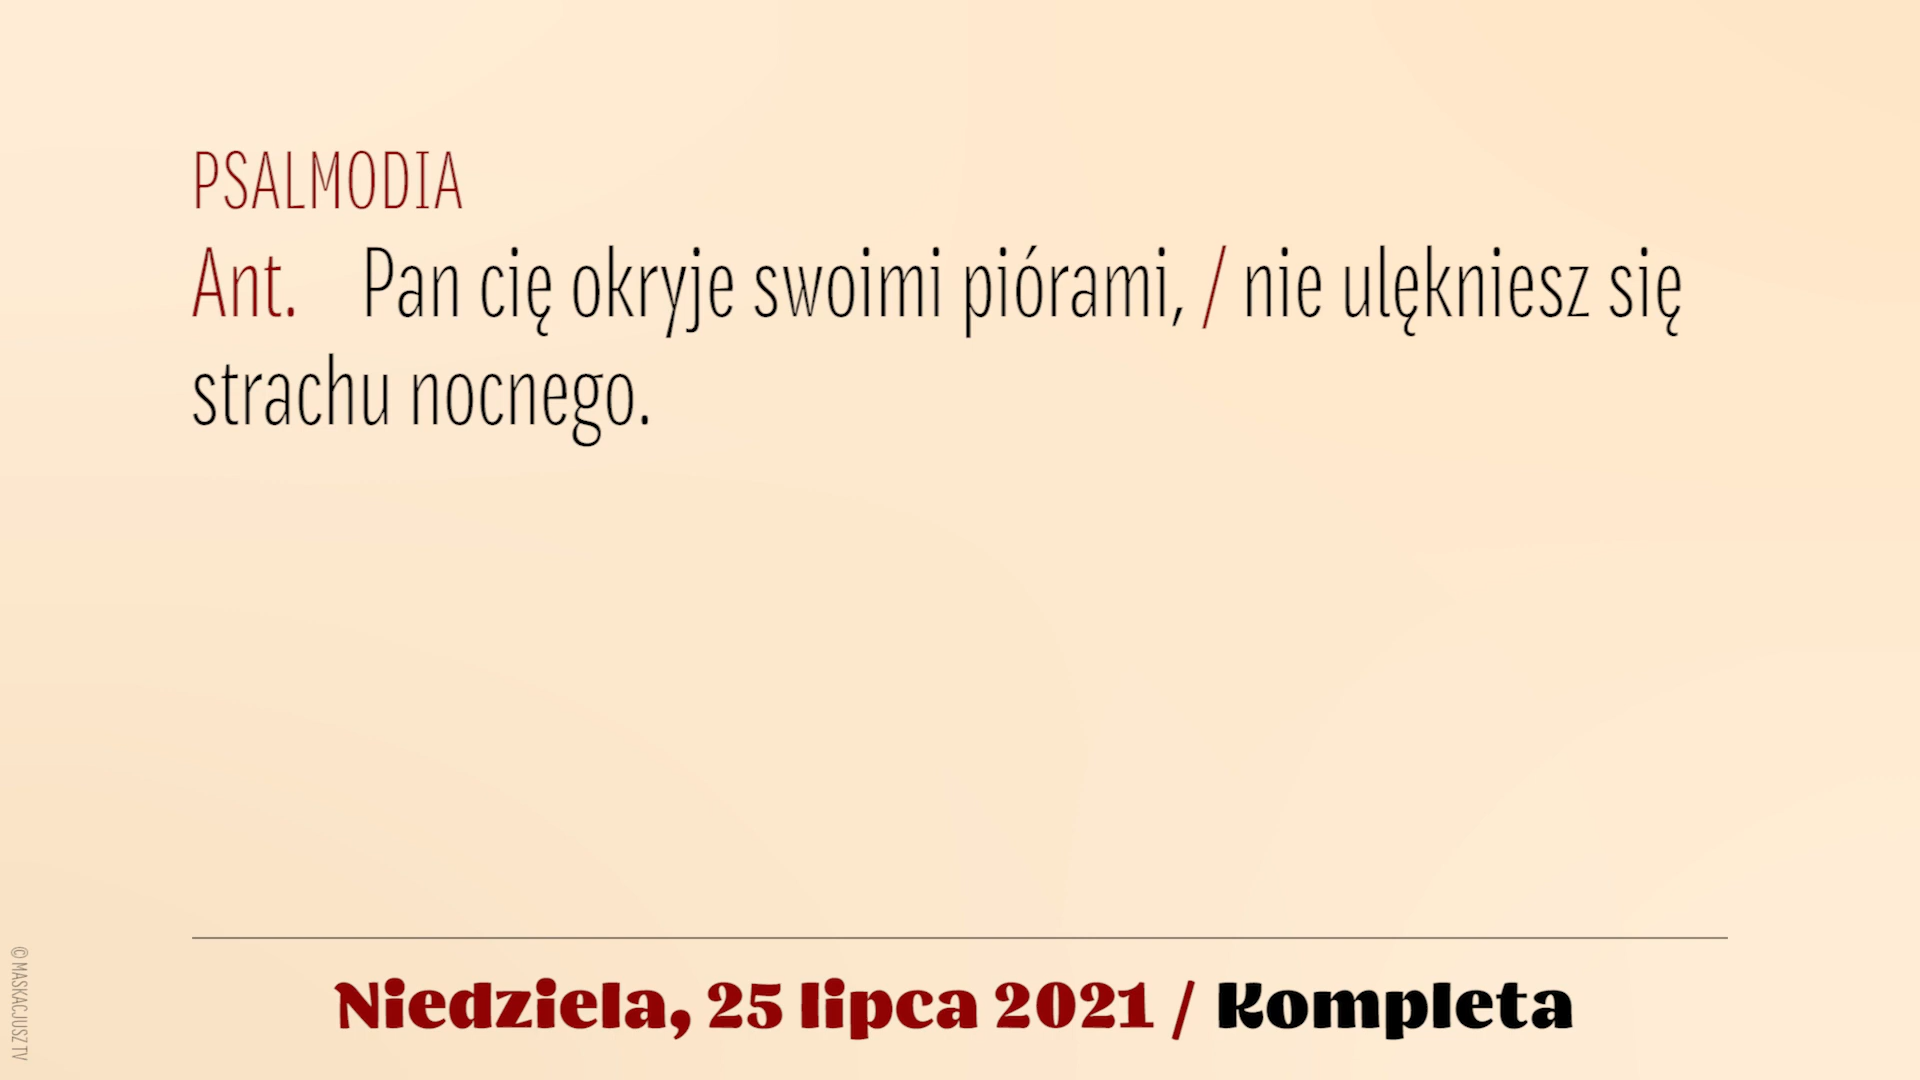 PSALMODIA
Ant. Pan cię okryje swoimi piórami, / nie ulękniesz się
strachu nocnego.
Niedziela, 25 lipca 2021 / Kompleta
© MASKACJUSZ TV